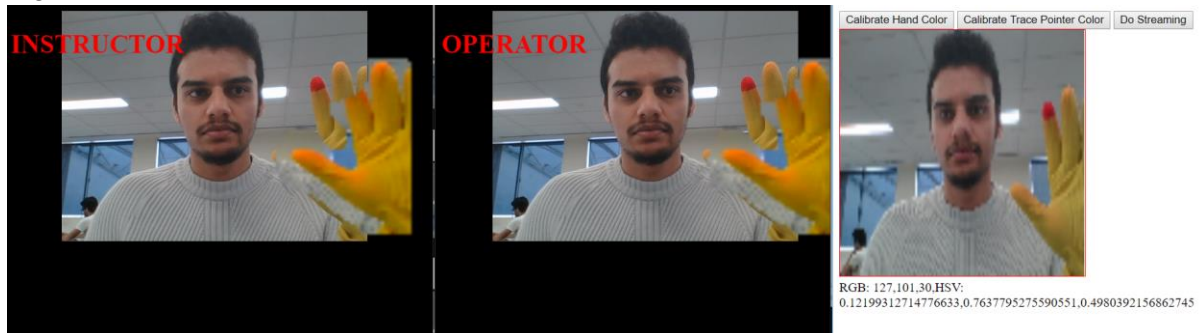 INSTRUCTOR
OPERATOR
Calibrate Hand Color Calibrate Trace Pointer Color Do Streaming
RGB: 127,101,30,HSV:
0.12199312714776633,0.7637795275590551,0.4980392156862745